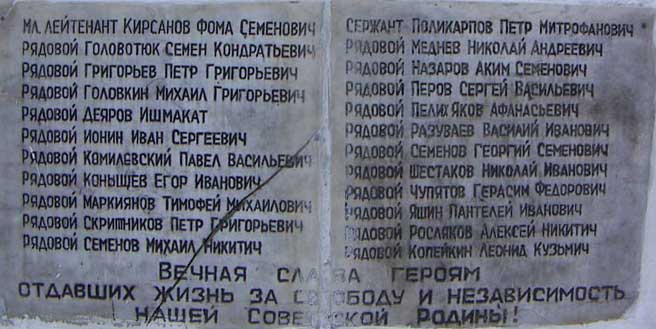 Мл. лейтенант Кирсанов Фома Семенович
Рядовой Головотюк Семен Кондратьевич
Рядовой Григорьев Петр Григорьевич
Рядовой Головкин Михаил Григорьевич
Рядовой Деяров Ишмакат
Рядовой Ионин Иван Сергеевич
Рядовой Комилевский Павел Васильевич
Рядовой Конышев Егор Иванович
Рядовой Маркиянов Тимофей Михайлович
Рядовой Скрипников Петр Григорьевич
Рядовой Семенов Михаил Никитич
Сержант Поликарпов Петр Митрофанович
Рядовой Меднев Николай Андреевич
Рядовой Назаров Аким Семенович
Рядовой Перов Сергей Васильевич
Рядовой Пелих Яков Афанасьевич
Рядовой Разуваев Василий Иванович
Рядовой Семенов Георгий Семенович
Рядовой Шестаков Николай Иванович
Рядовой Чупятов Герасим Федорович
Рядовой Яшин Пантелей Иванович
Рядовой Росляков Алексей Никитич
Рядовой Копейкин Леонид Кузьмич
Вечная слава героям
отдавших жизнь за свободу и независимость
нашей Советской Родины!